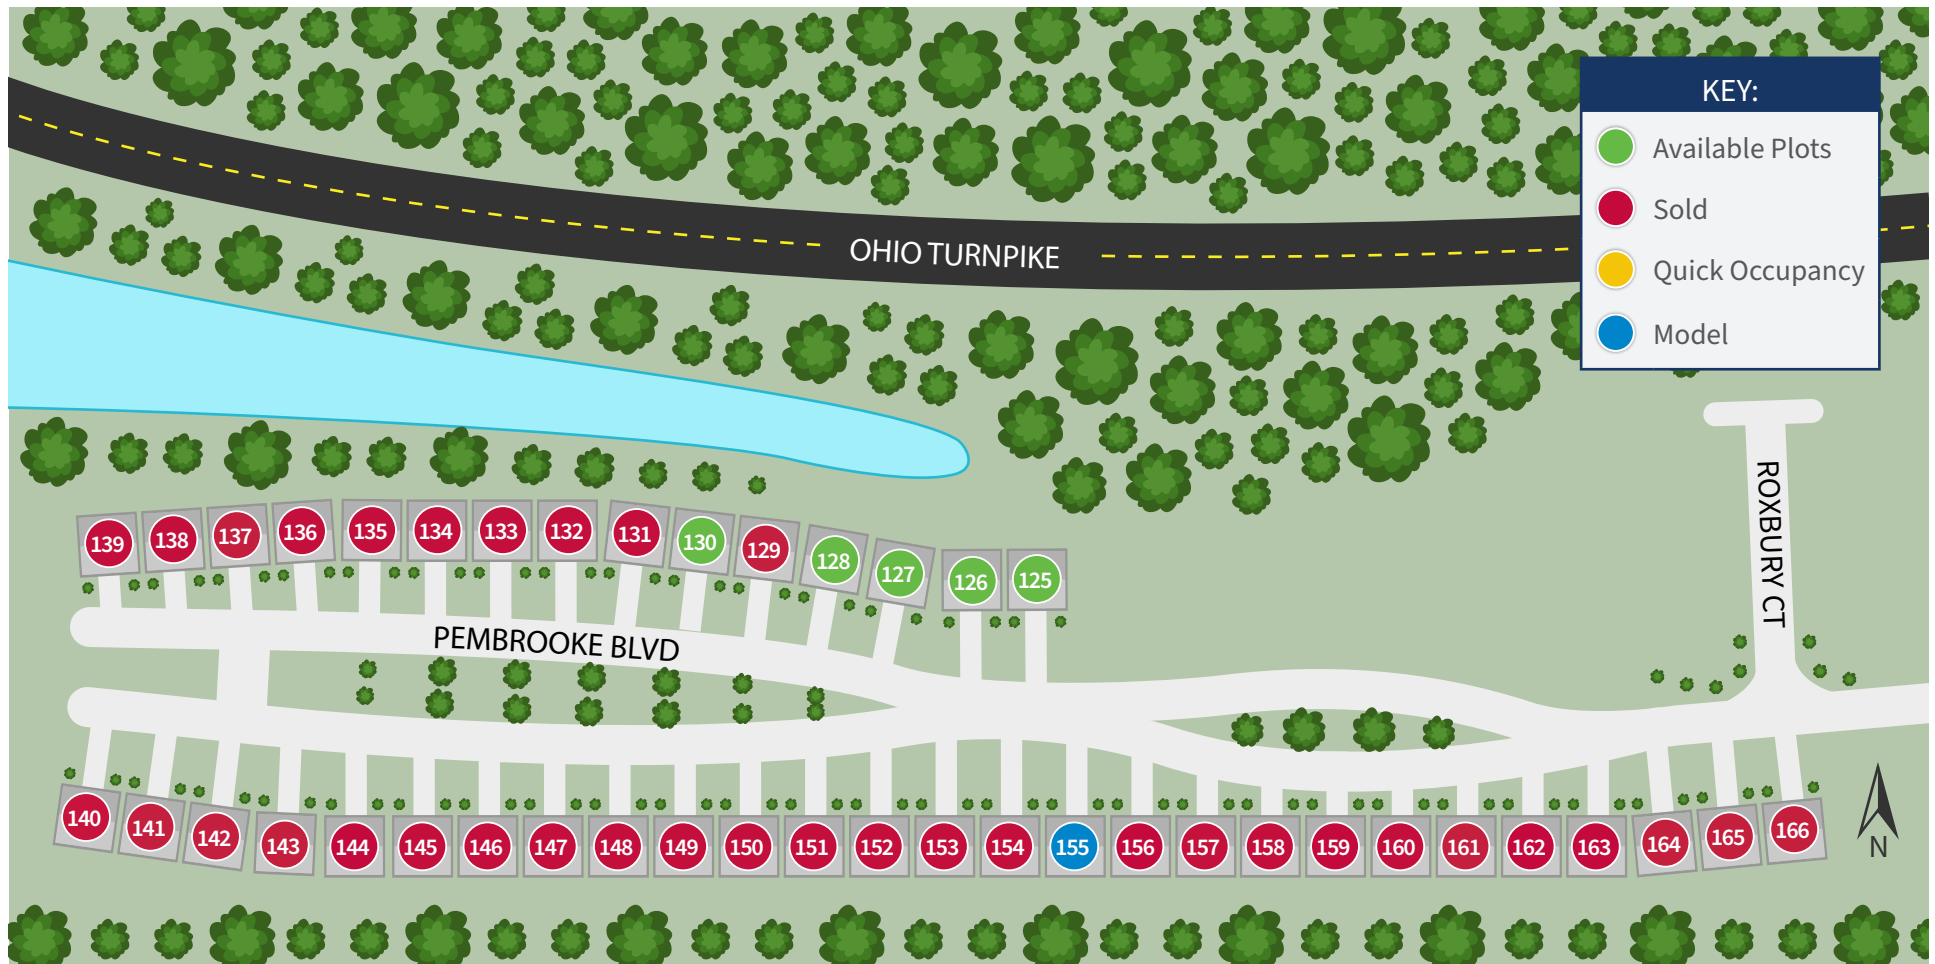 KEY:
Available Plots
Sold
Quick Occupancy
Model
OHIO TURNPIKE
ROXBURY CT
139 138 137 136 135 134 133 132 131 130 129 128 127 126 125
PEMBROOKE BLVD
140 141 142 143 144 145 146 147 148 149 150 151 152 153 154 155 156 157 158 159 160 161 162 163 164 165 166
N